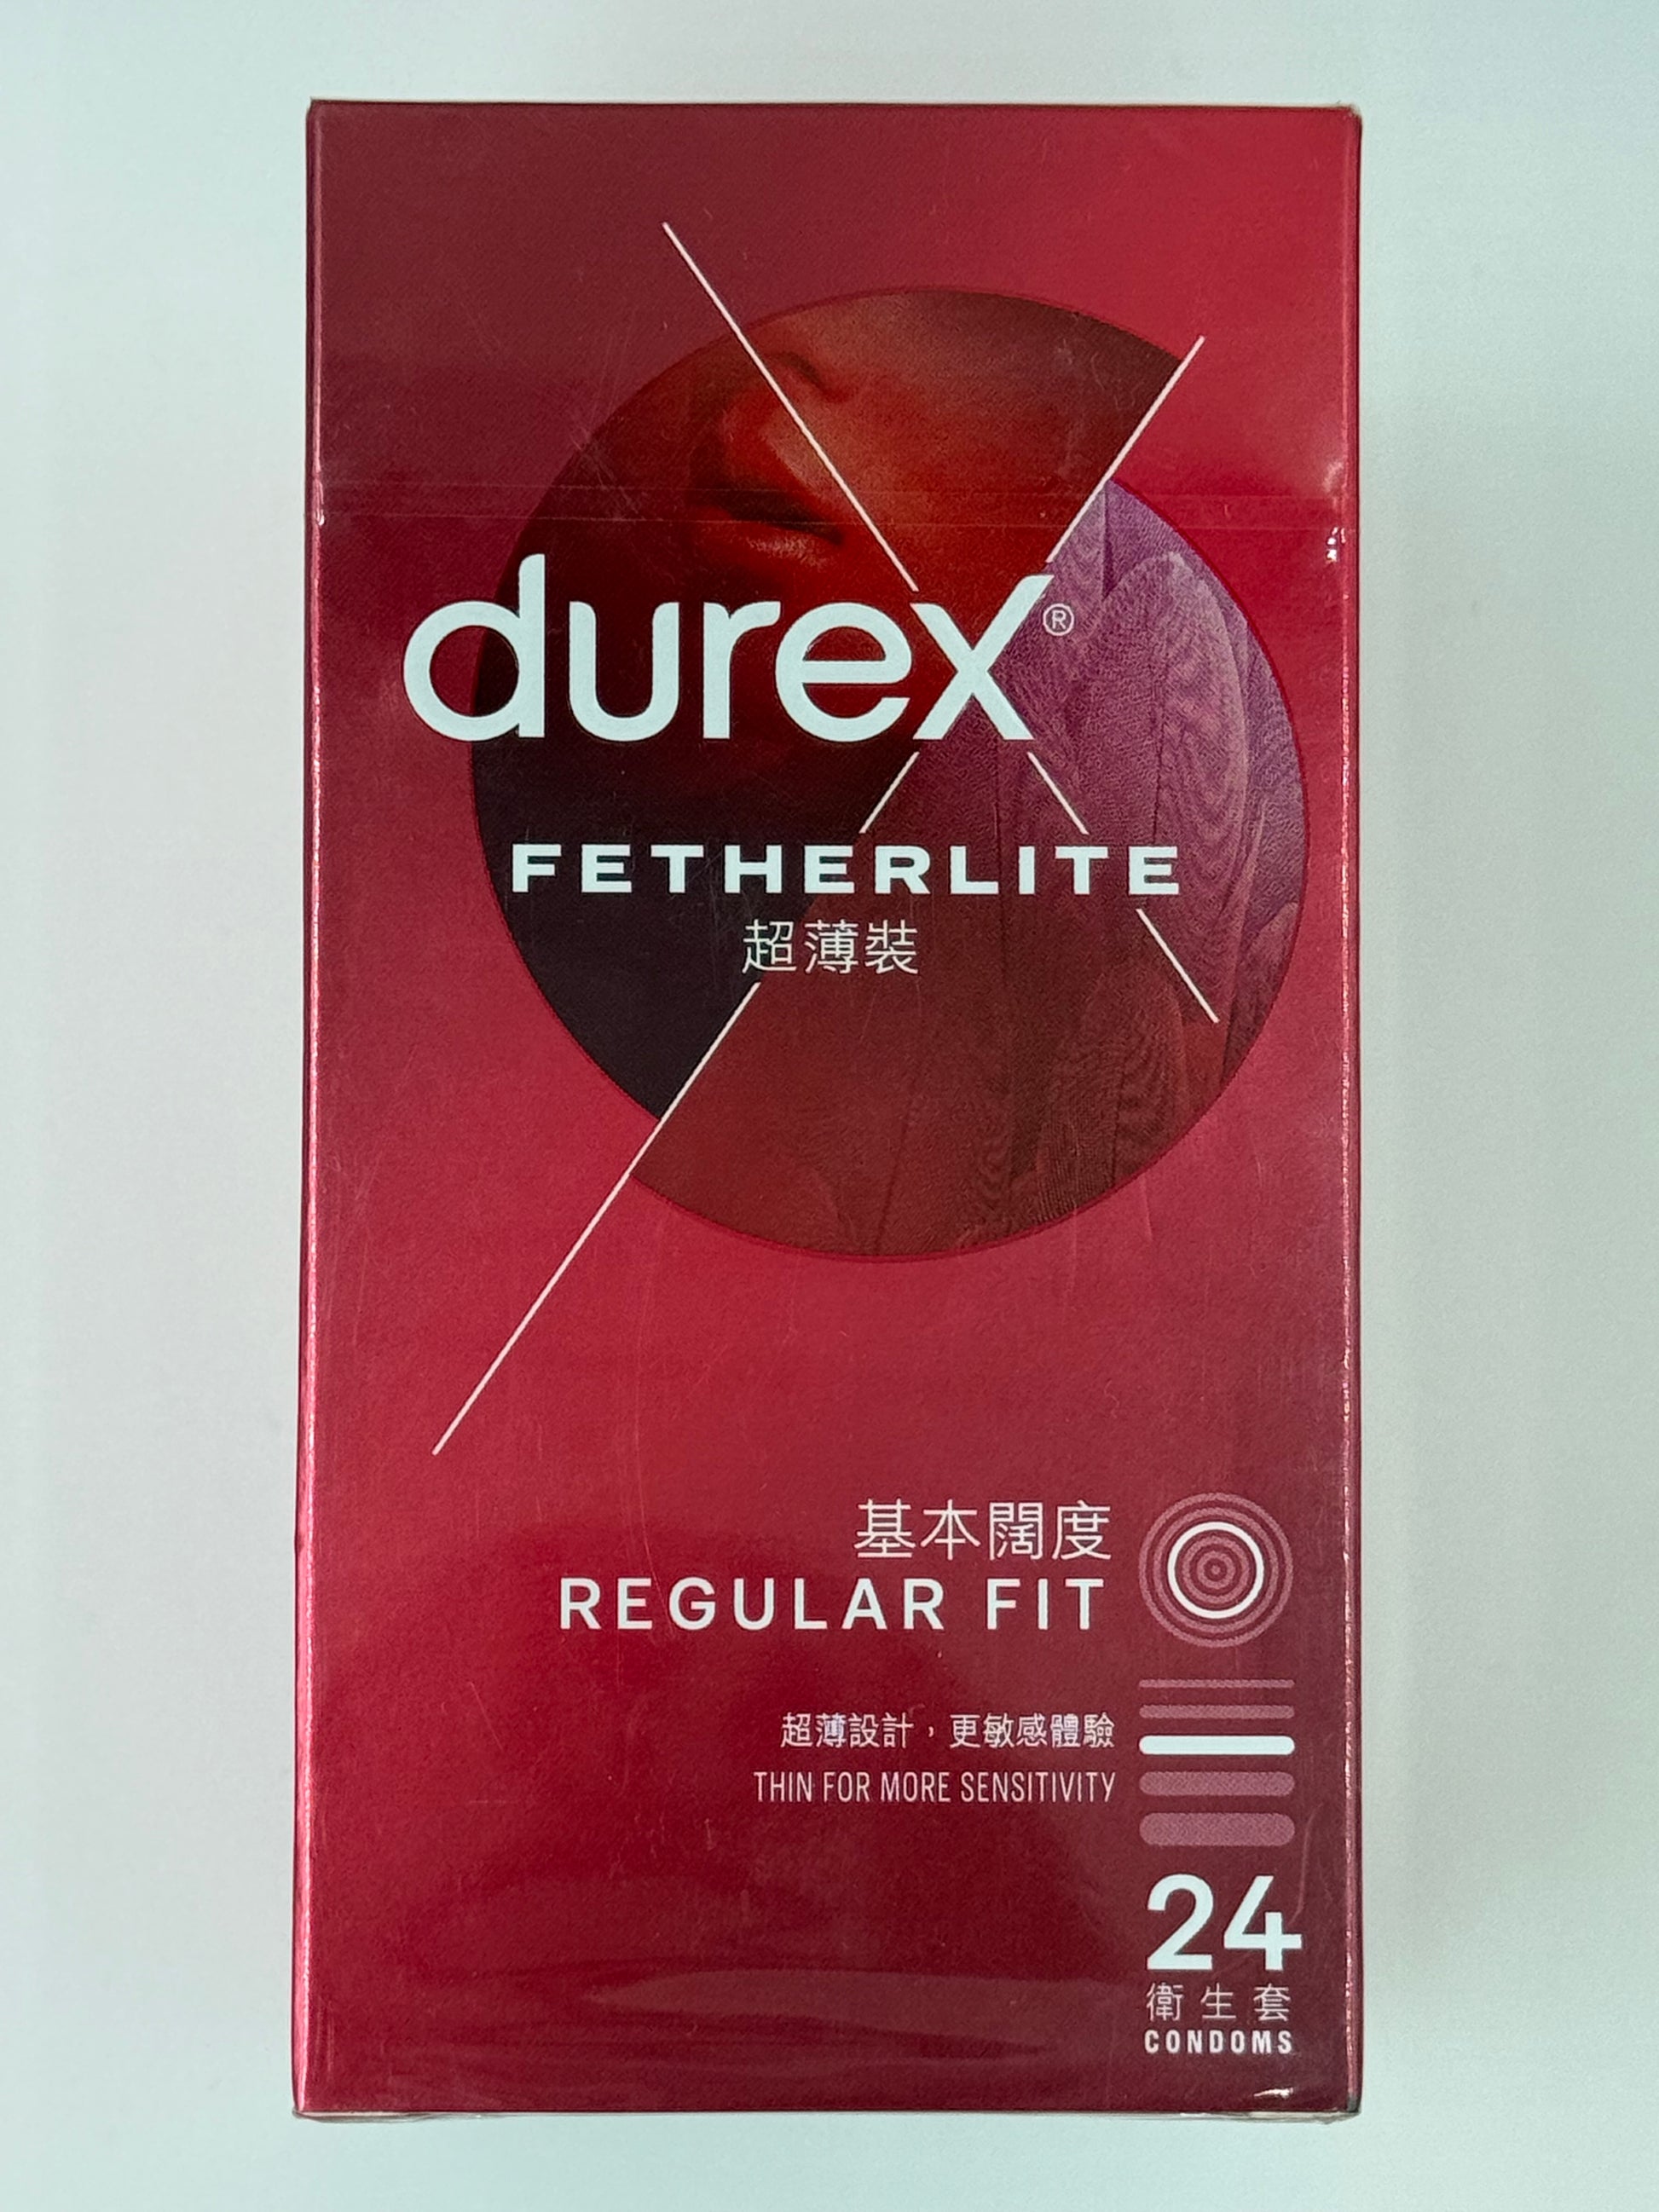 durex®
FETHERLITE
超薄裝
基本闊度
REGULAR FIT
超薄設計，更敏感體驗
THIN FOR MORE SENSITIVITY
24
衛生套
CONDOMS